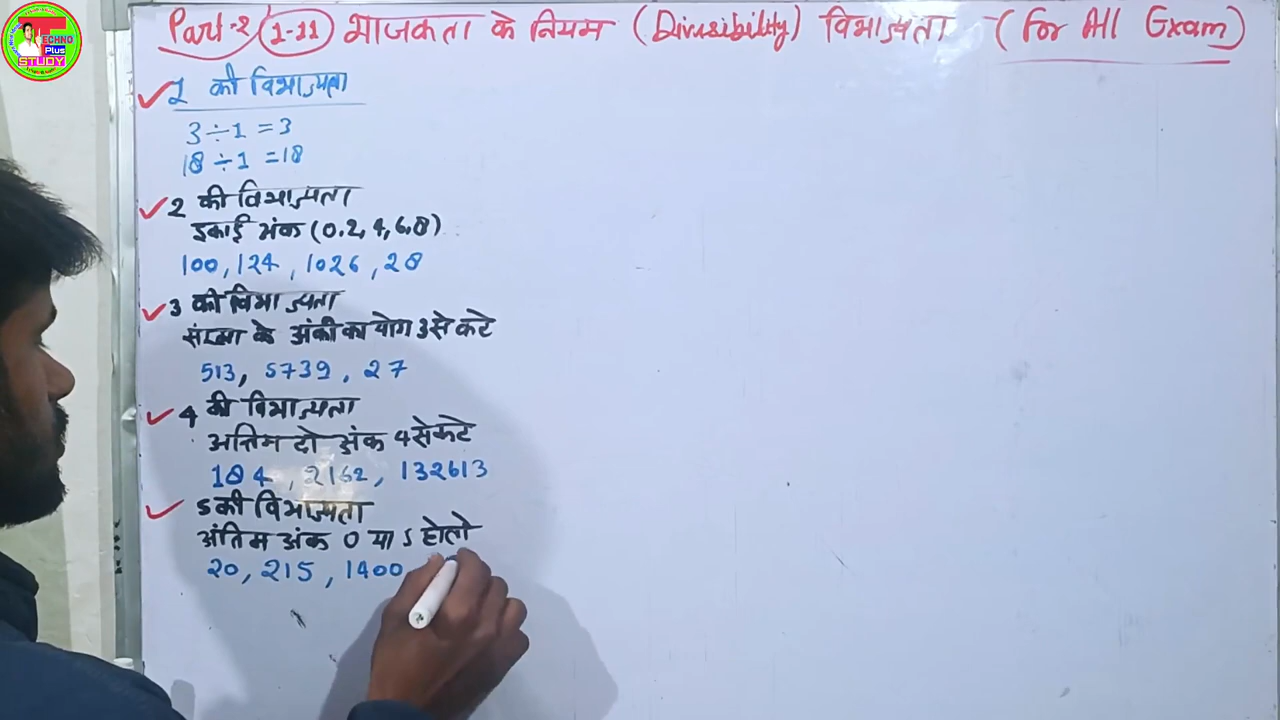 TECHNO
Plus
STUDY
Part-2 (1-11) भाजकता के नियम (Divisibility) विभाज्यता (For All Exam)
1 की विभाज्यता
3÷1 =3
18÷1 =18
2 की विभाज्यता
इकाई अंक (0,2,4,6,8)
100, 124, 1026, 28
3 की विभाज्यता
संख्या के अंको का योग 3 से कटे
513, 5739, 27
4 की विभाज्यता
अन्तिम दो अंक 4 से कटे
184, 2162, 132613
5 की विभाज्यता
अंतिम अंक 0 या 5 होतो
20, 215, 1400